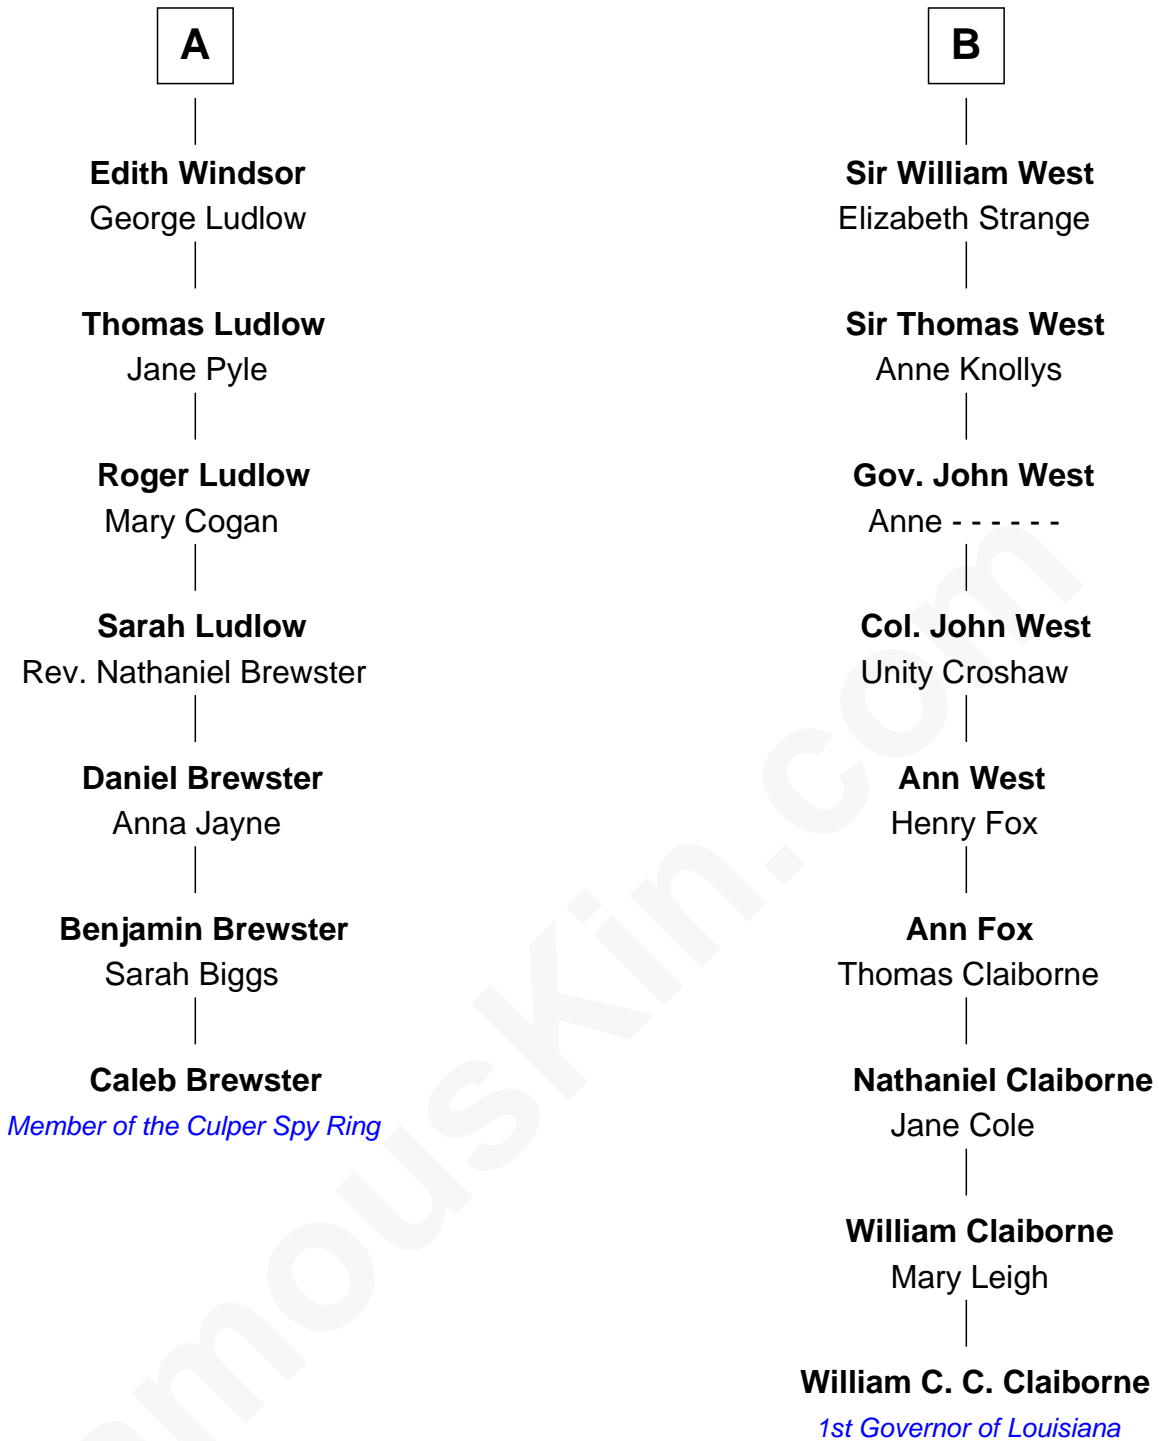 A
Edith Windsor
George Ludlow
Thomas Ludlow
Jane Pyle
Roger Ludlow
Mary Cogan
Sarah Ludlow
Rev. Nathaniel Brewster
Daniel Brewster
Anna Jayne
Benjamin Brewster
Sarah Biggs
Caleb Brewster
Member of the Culper Spy Ring
B
Sir William West
Elizabeth Strange
Sir Thomas West
Anne Knollys
Gov. John West
Anne - - - - - -
Col. John West
Unity Croshaw
Ann West
Henry Fox
Ann Fox
Thomas Claiborne
Nathaniel Claiborne
Jane Cole
William Claiborne
Mary Leigh
William C. C. Claiborne
1st Governor of Louisiana
amousKin.com